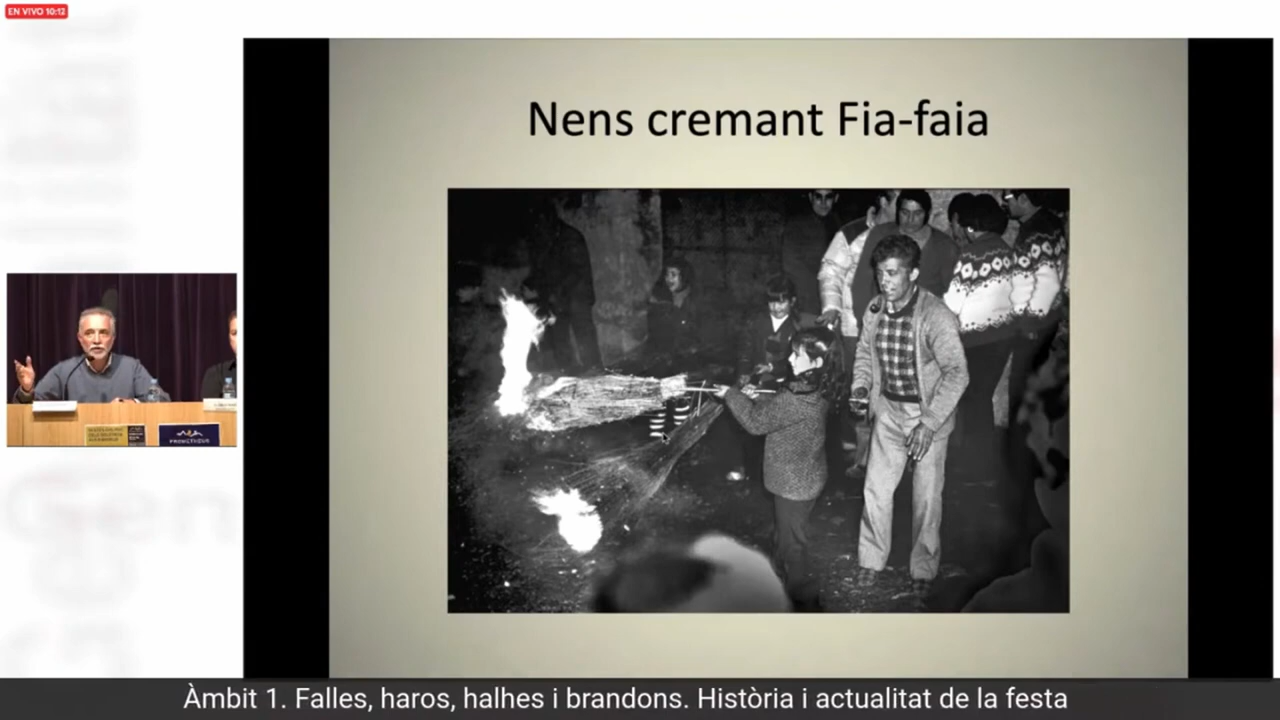 EN VIVO 10:12
Nens cremant Fia-faia
PROMETHEUS
Àmbit 1. Falles, haros, halhes i brandons. Història i actualitat de la festa